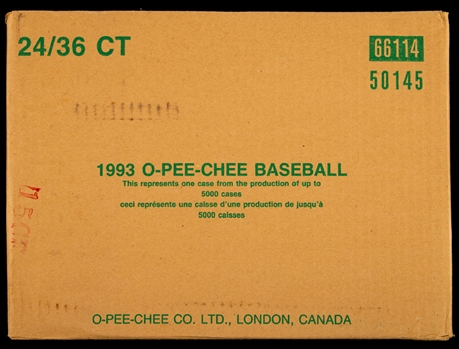 24/36 CT
66114
50145
1993 O-PEE-CHEE BASEBALL
This represents one case from the production of up to
5000 cases
ceci représente une caisse d'une production de jusqu'à
5000 caisses
O-PEE-CHEE CO. LTD., LONDON, CANADA